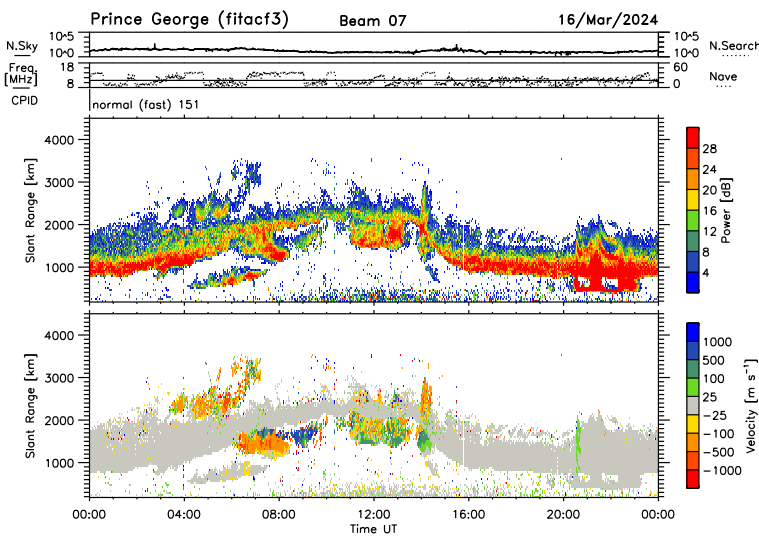 Prince George (fitacf3) Beam 07 16/Mar/2024
N.Sky 10^5 10^5 N.Search
10^0 10^0
Freq. 18 60 Nave
[MHz] 8 0
CPID normal (fast) 151
4000
3000
2000
1000
Slant Range [km]
28
24
20
16
12
8
4
Power [dB]
4000
3000
2000
1000
Slant Range [km]
1000
500
100
25
−25
−100
−500
−1000
Velocity [m s⁻¹]
00:00 04:00 08:00 12:00 16:00 20:00 00:00
Time UT